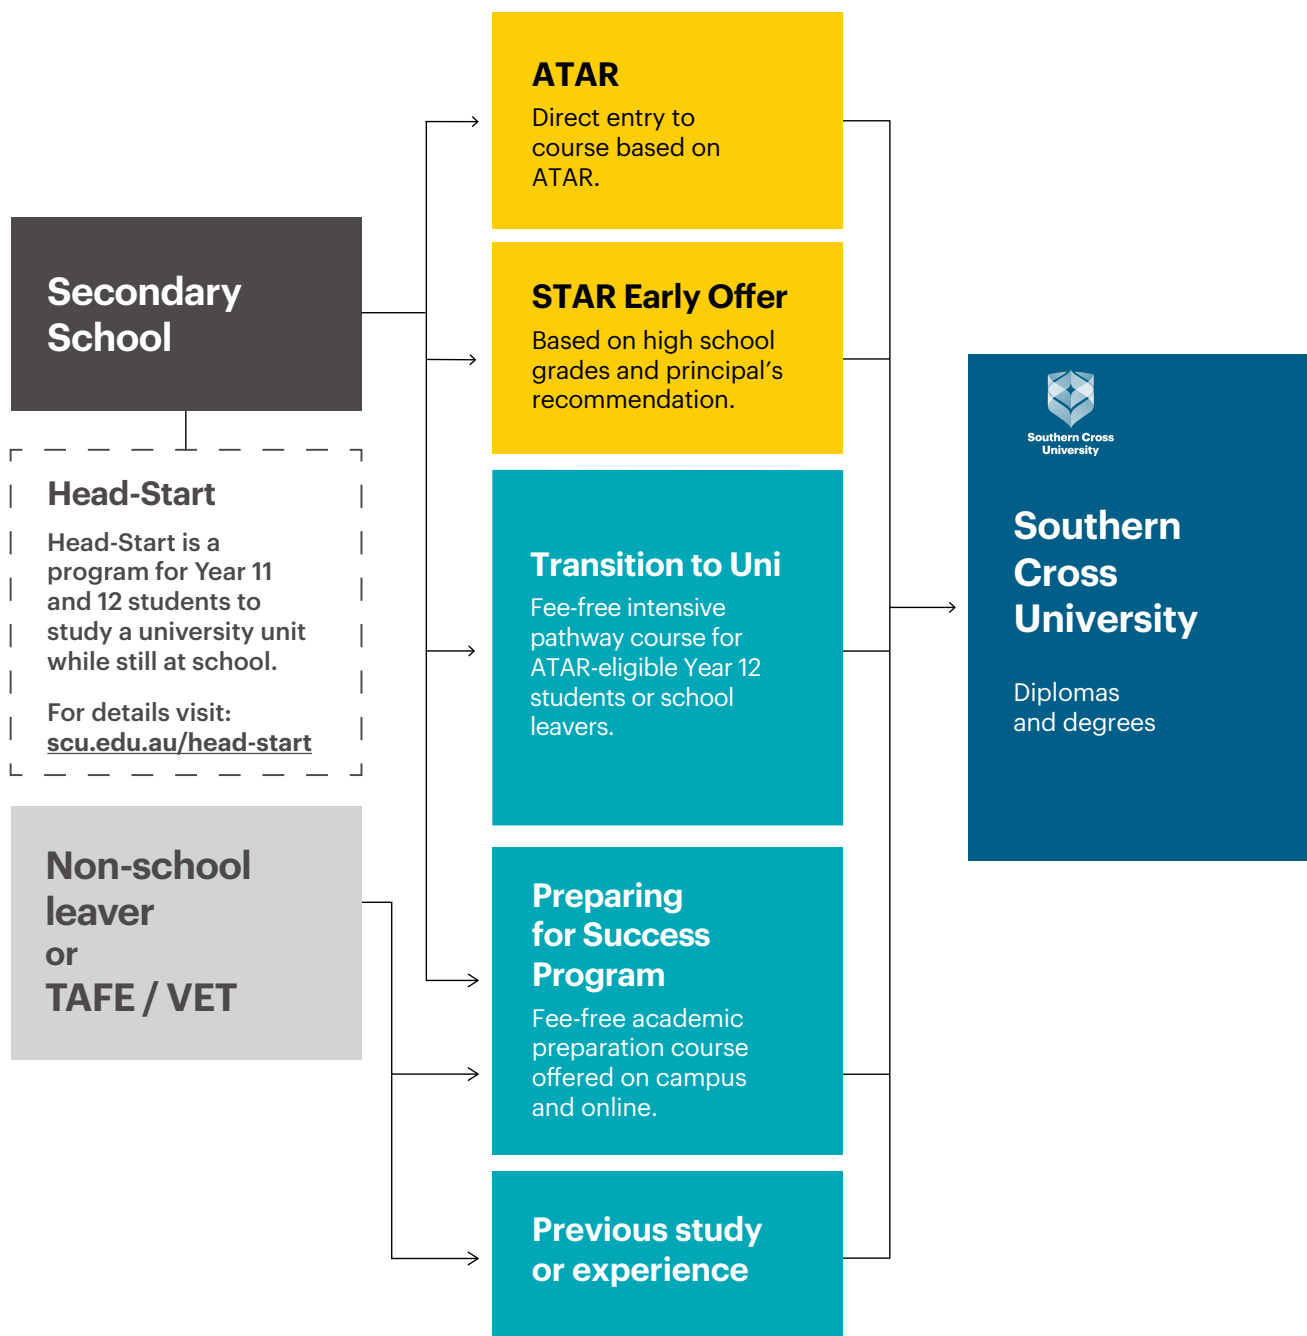 Secondary
School
Head-Start
Head-Start is a
program for Year 11
and 12 students to
study a university unit
while still at school.
For details visit:
scu.edu.au/head-start
Non-school
leaver
or
TAFE / VET
ATAR
Direct entry to
course based on
ATAR.
STAR Early Offer
Based on high school
grades and principal’s
recommendation.
Transition to Uni
Fee-free intensive
pathway course for
ATAR-eligible Year 12
students or school
leavers.
Preparing
for Success
Program
Fee-free academic
preparation course
offered on campus
and online.
Previous study
or experience
Southern Cross
University
Southern
Cross
University
Diplomas
and degrees